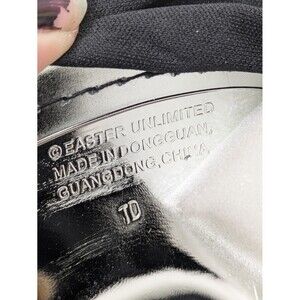 © EASTER UNLIMITED
MADE IN DONGGUAN,
GUANGDONG, CHINA.
TD